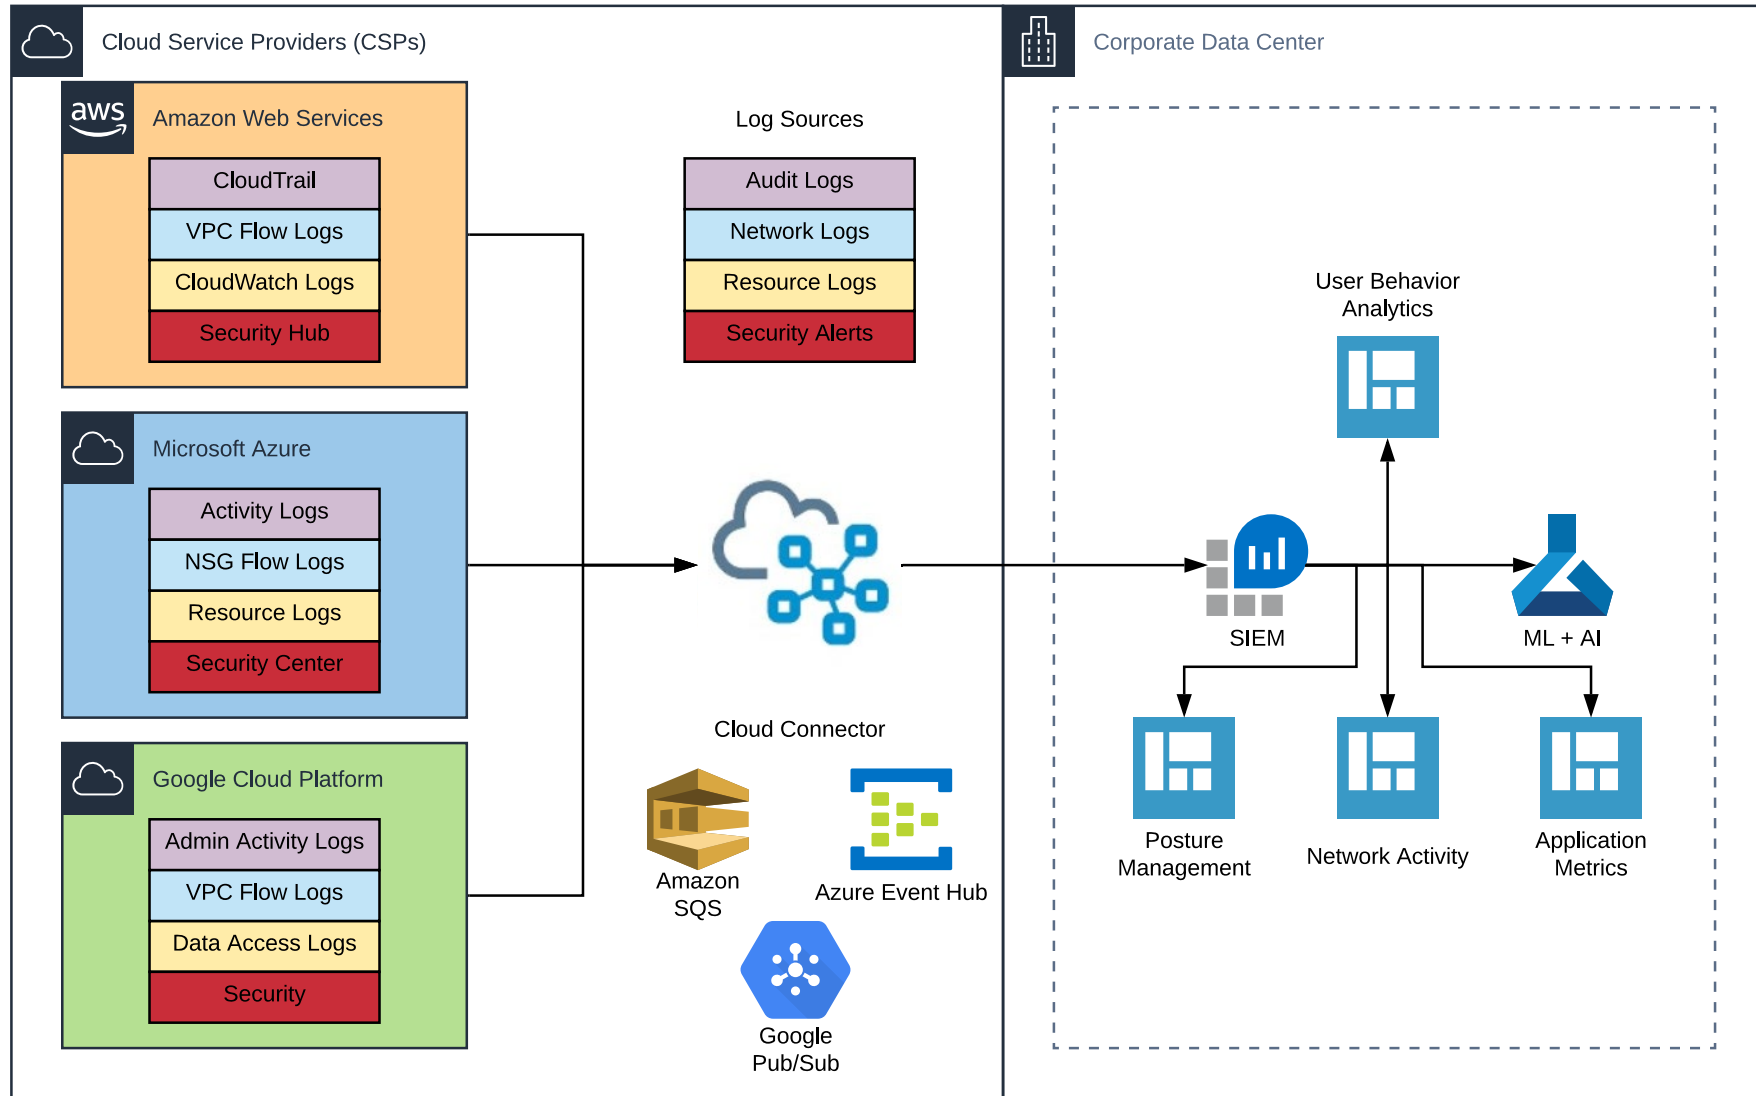 Cloud Service Providers (CSPs)
Corporate Data Center
aws
Amazon Web Services
CloudTrail
VPC Flow Logs
CloudWatch Logs
Security Hub
Log Sources
Audit Logs
Network Logs
Resource Logs
Security Alerts
Microsoft Azure
Activity Logs
NSG Flow Logs
Resource Logs
Security Center
Google Cloud Platform
Admin Activity Logs
VPC Flow Logs
Data Access Logs
Security
Cloud Connector
Amazon
SQS
Azure Event Hub
Google
Pub/Sub
User Behavior
Analytics
SIEM
ML + AI
Posture
Management
Network Activity
Application
Metrics